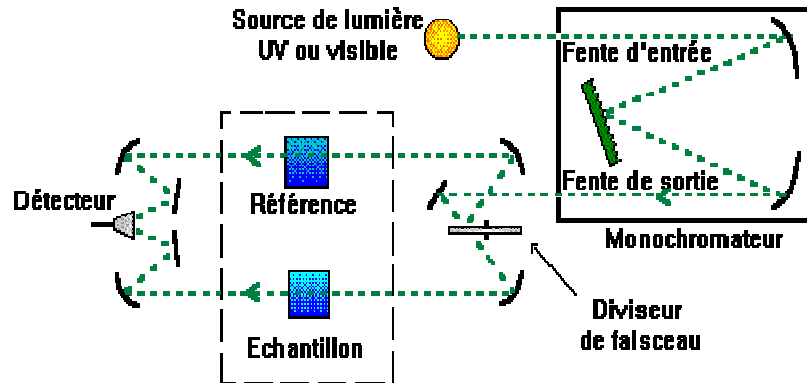 Source de lumière
UV ou visible
Fente d'entrée
Fente de sortie
Monochromateur
Détecteur
Référence
Echantillon
Diviseur
de faisceau